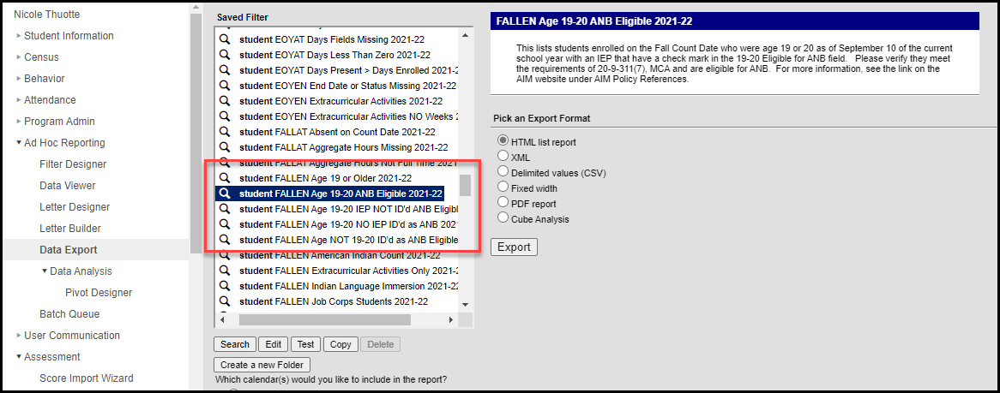 Nicole Thuotte
Student Information
Census
Behavior
Attendance
Program Admin
Ad Hoc Reporting
Filter Designer
Data Viewer
Letter Designer
Letter Builder
Data Export
Data Analysis
Pivot Designer
Batch Queue
User Communication
Assessment
Score Import Wizard
Saved Filter
student EOYAT Days Fields Missing 2021-22
student EOYAT Days Less Than Zero 2021-22
student EOYAT Days Present > Days Enrolled 2021-22
student EOYEN End Date or Status Missing 2021-22
student EOYEN Extracurricular Activities 2021-22
student EOYEN Extracurricular Activities NO Weeks 2
student FALLAT Absent on Count Date 2021-22
student FALLAT Aggregate Hours Missing 2021-22
student FALLAT Aggregate Hours Not Full Time 2021
student FALLEN Age 19 or Older 2021-22
student FALLEN Age 19-20 ANB Eligible 2021-22
student FALLEN Age 19-20 IEP NOT ID'd ANB Eligibl
student FALLEN Age 19-20 NO IEP ID'd as ANB 202
student FALLEN Age NOT 19-20 ID'd as ANB Eligible
student FALLEN American Indian Count 2021-22
student FALLEN Extracurricular Activities Only 2021-22
student FALLEN Indian Language Immersion 2021-22
student FALLEN Job Corps Students 2021-22
Search Edit Test Copy Delete
Create a new Folder
Which calendar(s) would you like to include in the report?
FALLEN Age 19-20 ANB Eligible 2021-22
This lists students enrolled on the Fall Count Date who were age 19 or 20 as of September 10 of the current
school year with an IEP that have a check mark in the 19-20 Eligible for ANB field. Please verify they meet
the requirements of 20-9-311(7), MCA and are eligible for ANB. For more information, see the link on the
AIM website under AIM Policy References.
Pick an Export Format
HTML list report
XML
Delimited values (CSV)
Fixed width
PDF report
Cube Analysis
Export